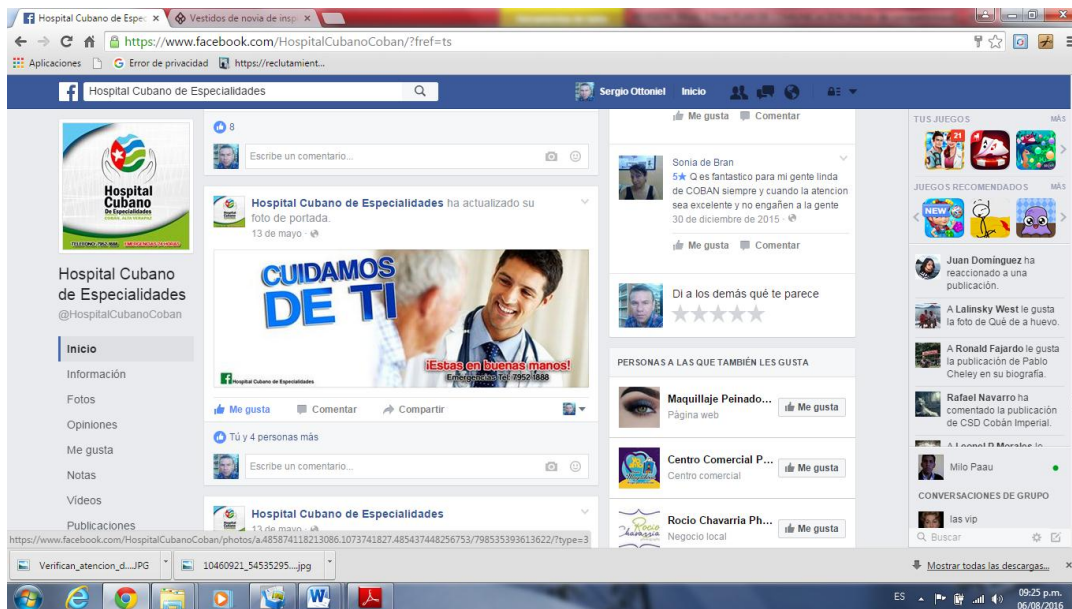 Hospital Cubano de Espec
Vestidos de novia de insp
https://www.facebook.com/HospitalCubanoCoban/?fref=ts
Aplicaciones
Error de privacidad
https://reclutamient...
Hospital Cubano de Especialidades
Sergio Ottoniel
Inicio
Hospital
Cubano
De Especialidades
Hospital Cubano
de Especialidades
@HospitalCubanoCoban
Inicio
Información
Fotos
Opiniones
Me gusta
Notas
Videos
Publicaciones
8
Escribe un comentario...
Hospital Cubano de Especialidades ha actualizado su
foto de portada.
13 de mayo
CUIDAMOS
DE TI
¡Estas en buenas manos!
Emergencias Tel: 7952 1888
Hospital Cubano de Especialidades
Me gusta Comentar Compartir
Tú y 4 personas más
Escribe un comentario...
Hospital Cubano de Especialidades
13 de mayo
Me gusta Comentar
Sonia de Bran
5★ Q es fantastico para mi gente linda
de COBAN siempre y cuando la atencion
sea excelente y no engañen a la gente
30 de diciembre de 2015
Me gusta Comentar
Di a los demás qué te parece
PERSONAS A LAS QUE TAMBIÉN LES GUSTA
Maquillaje Peinado...
Página web
Me gusta
Centro Comercial P...
Centro comercial
Me gusta
Rocio Chavarria Ph...
Negocio local
Me gusta
TUS JUEGOS
MÁS
21
JUEGOS RECOMENDADOS
MÁS
NEW
Juan Domínguez ha
reaccionado a una
publicación.
A Lalinsky West le gusta
la foto de Qué de a huevo.
A Ronald Fajardo le gusta
la publicación de Pablo
Cheley en su biografía.
Rafael Navarro ha
comentado la publicación
de CSD Cobán Imperial.
A Leonel R Morales le
Milo Paau
CONVERSACIONES DE GRUPO
las vip
Buscar
https://www.facebook.com/HospitalCubanoCoban/photos/a.485874118213086.1073741827.485437448256753/798535393613622/?type=3
Verifican_atencion_d....JPG
10460921_54535295....jpg
Mostrar todas las descargas...
ES
09:25 p.m.
06/08/2016